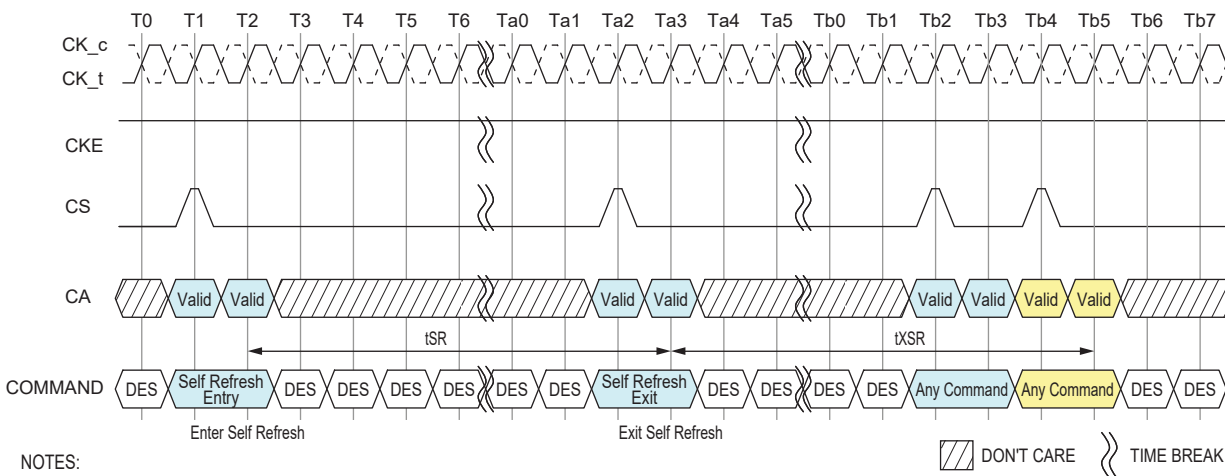 T0 T1 T2 T3 T4 T5 T6 Ta0 Ta1 Ta2 Ta3 Ta4 Ta5 Tb0 Tb1 Tb2 Tb3 Tb4 Tb5 Tb6 Tb7
CK_c
CK_t
CKE
CS
CA Valid Valid Valid Valid Valid Valid Valid Valid
tSR tXSR
COMMAND DES Self Refresh Entry DES DES DES DES DES DES Self Refresh Exit DES DES DES DES Any Command Any Command DES DES
Enter Self Refresh Exit Self Refresh
NOTES: DON'T CARE TIME BREAK